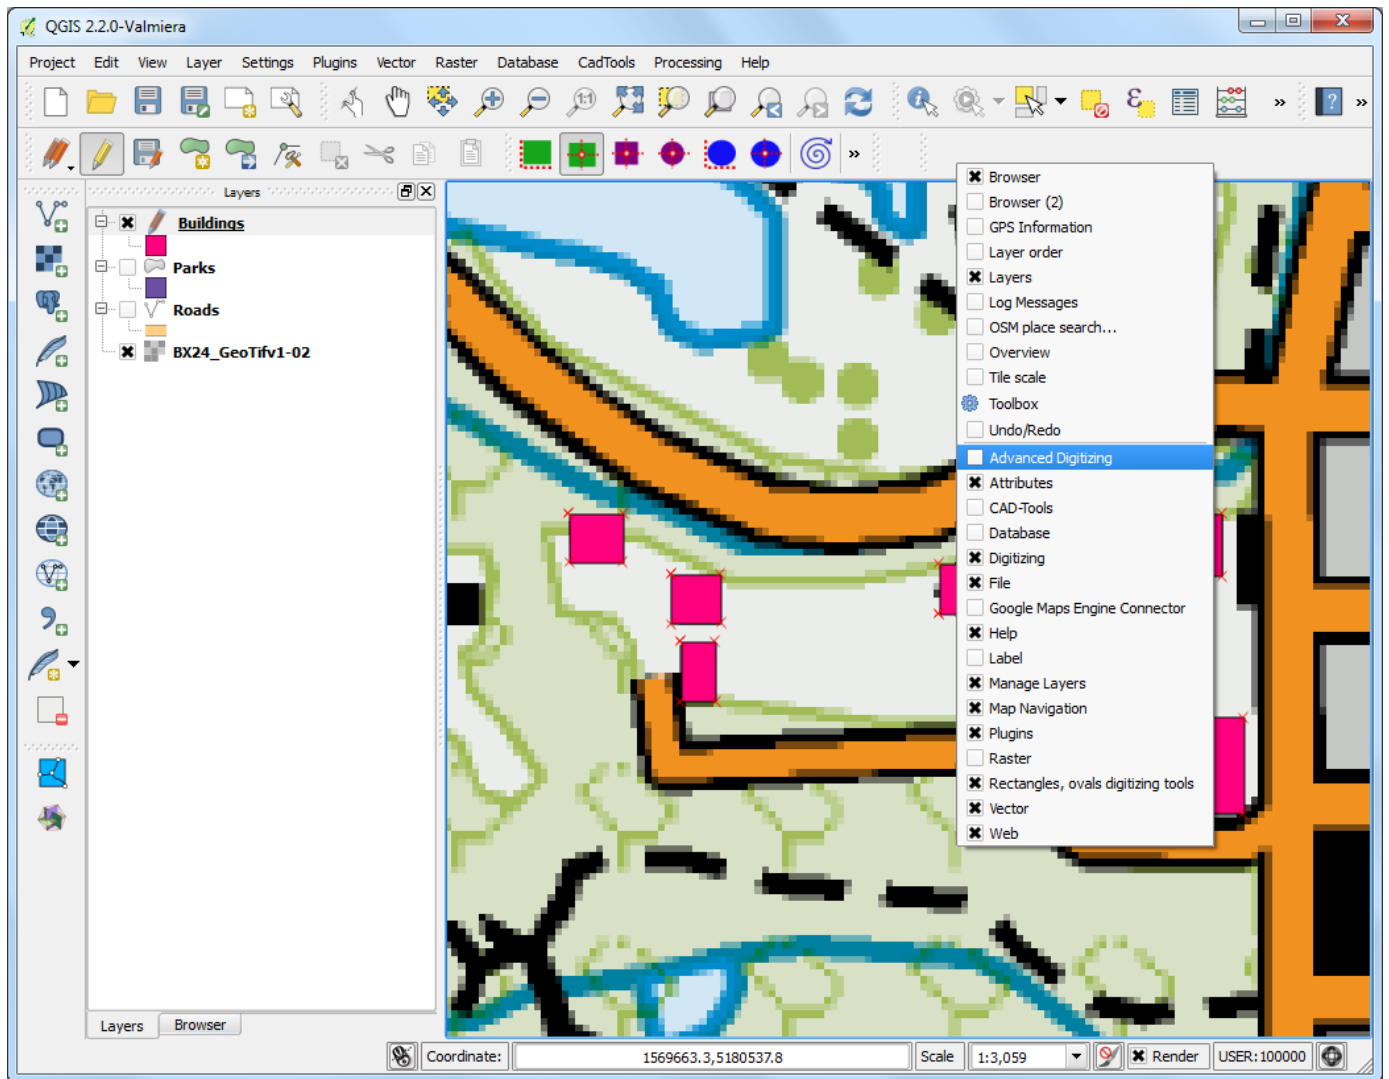 QGIS 2.2.0-Valmiera
Project Edit View Layer Settings Plugins Vector Raster Database CadTools Processing Help
1:1
ε
?
Layers
Buildings
Parks
Roads
BX24_GeoTifv1-02
Browser
Browser (2)
GPS Information
Layer order
Layers
Log Messages
OSM place search...
Overview
Tile scale
Toolbox
Undo/Redo
Advanced Digitizing
Attributes
CAD-Tools
Database
Digitizing
File
Google Maps Engine Connector
Help
Label
Manage Layers
Map Navigation
Plugins
Raster
Rectangles, ovals digitizing tools
Vector
Web
Layers Browser
Coordinate: 1569663.3,5180537.8 Scale 1:3,059 Render USER:100000